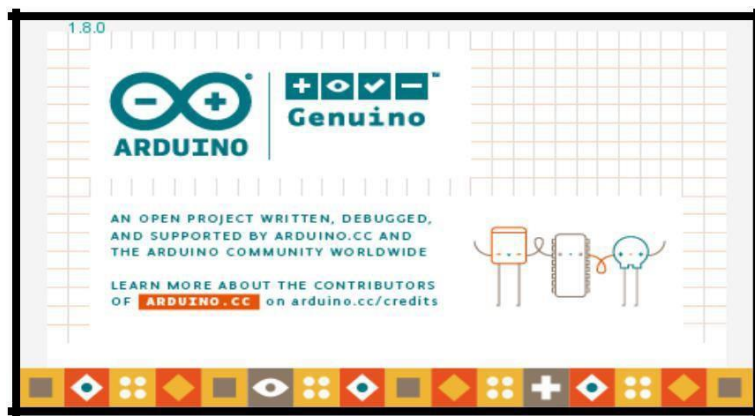 1.8.0
ARDUINO
Genuino™
AN OPEN PROJECT WRITTEN, DEBUGGED,
AND SUPPORTED BY ARDUINO.CC AND
THE ARDUINO COMMUNITY WORLDWIDE
LEARN MORE ABOUT THE CONTRIBUTORS
OF ARDUINO.CC on arduino.cc/credits